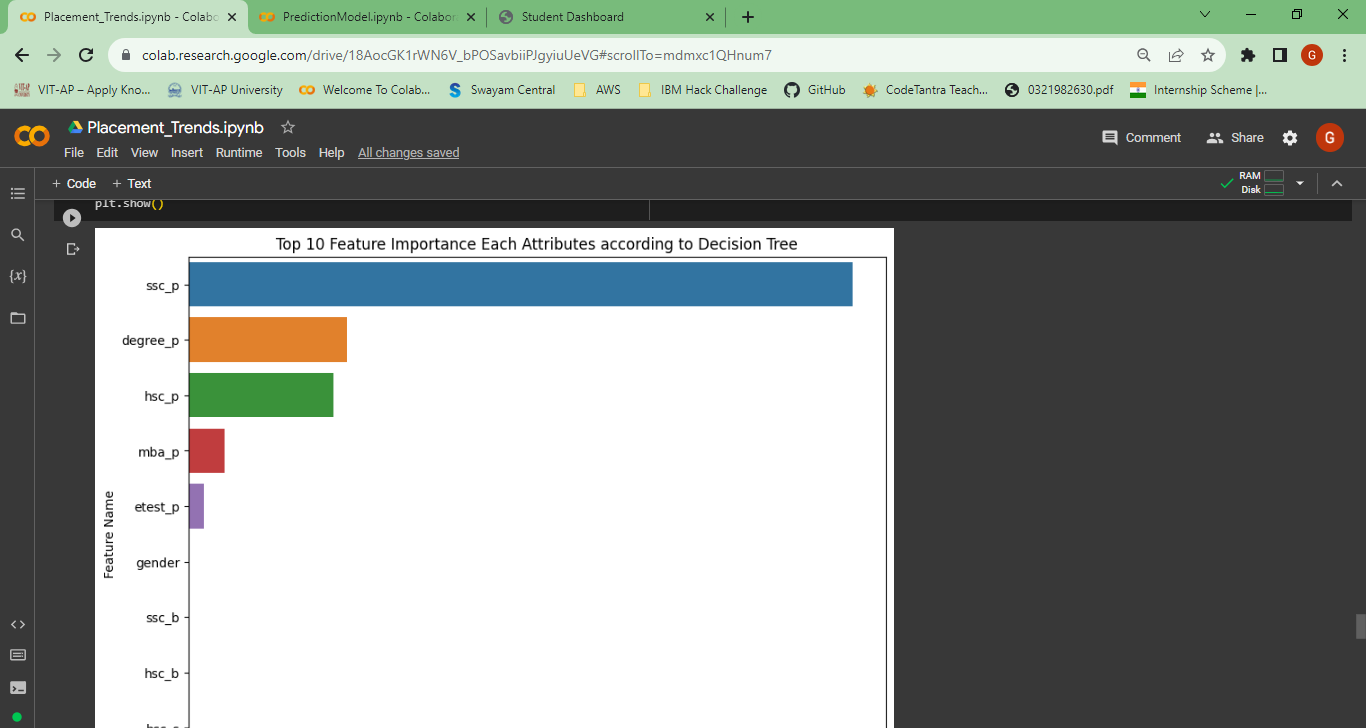 Placement_Trends.ipynb - Colabo
PredictionModel.ipynb - Colabor
Student Dashboard
colab.research.google.com/drive/18AocGK1rWN6V_bPOSavbiiPJgyiuUeVG#scrollTo=mdmxc1QHnum7
G
VIT-AP – Apply Kno...
VIT-AP University
Welcome To Colab...
Swayam Central
AWS
IBM Hack Challenge
GitHub
CodeTantra Teach...
0321982630.pdf
Internship Scheme |...
Placement_Trends.ipynb
Comment
Share
G
File Edit View Insert Runtime Tools Help All changes saved
+ Code + Text
RAM
Disk
plt.show()
{x}
Top 10 Feature Importance Each Attributes according to Decision Tree
ssc_p
degree_p
hsc_p
mba_p
etest_p
gender
ssc_b
hsc_b
Feature Name